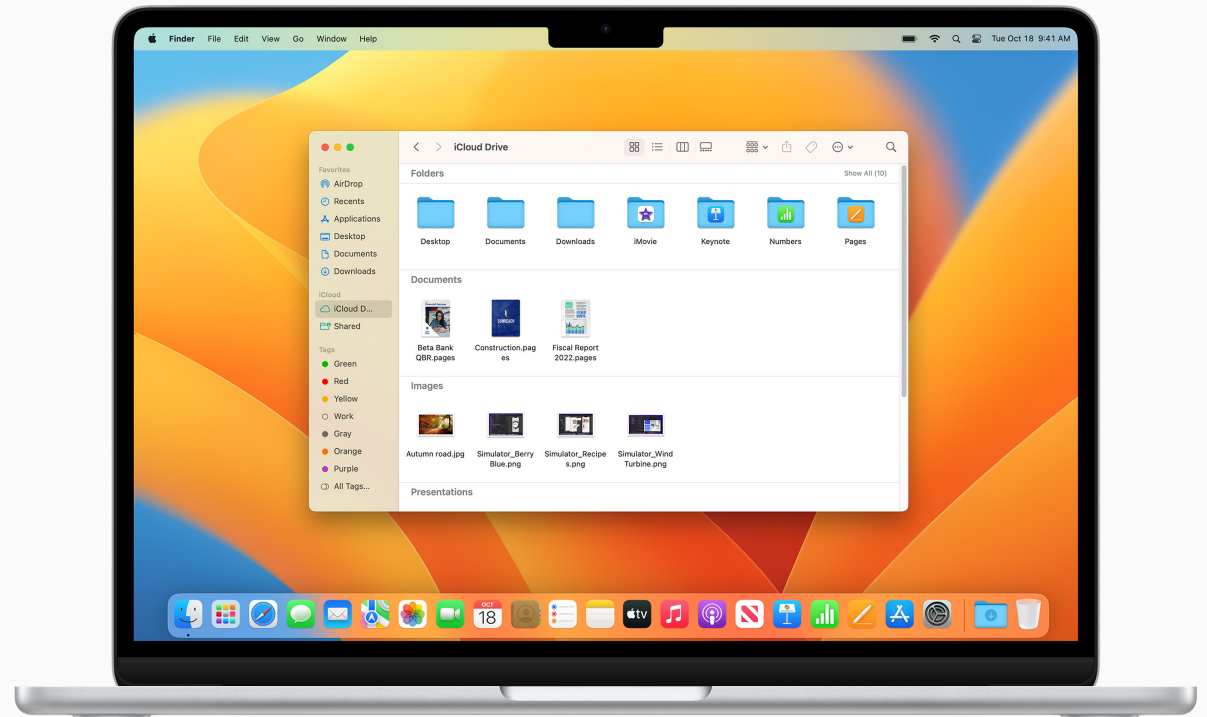 Finder File Edit View Go Window Help
Tue Oct 18 9:41 AM
iCloud Drive
Favorites
AirDrop
Recents
Applications
Desktop
Documents
Downloads
iCloud
iCloud D...
Shared
Tags
Green
Red
Yellow
Work
Gray
Orange
Purple
All Tags...
Folders
Show All (10)
Desktop
Documents
Downloads
iMovie
Keynote
Numbers
Pages
Documents
SUNROAD
Beta Bank
QBR.pages
Construction.pag
es
Fiscal Report
2022.pages
Images
Autumn road.jpg
Simulator_Berry
Blue.png
Simulator_Recipe
s.png
Simulator_Wind
Turbine.png
Presentations
OCT
18
tv